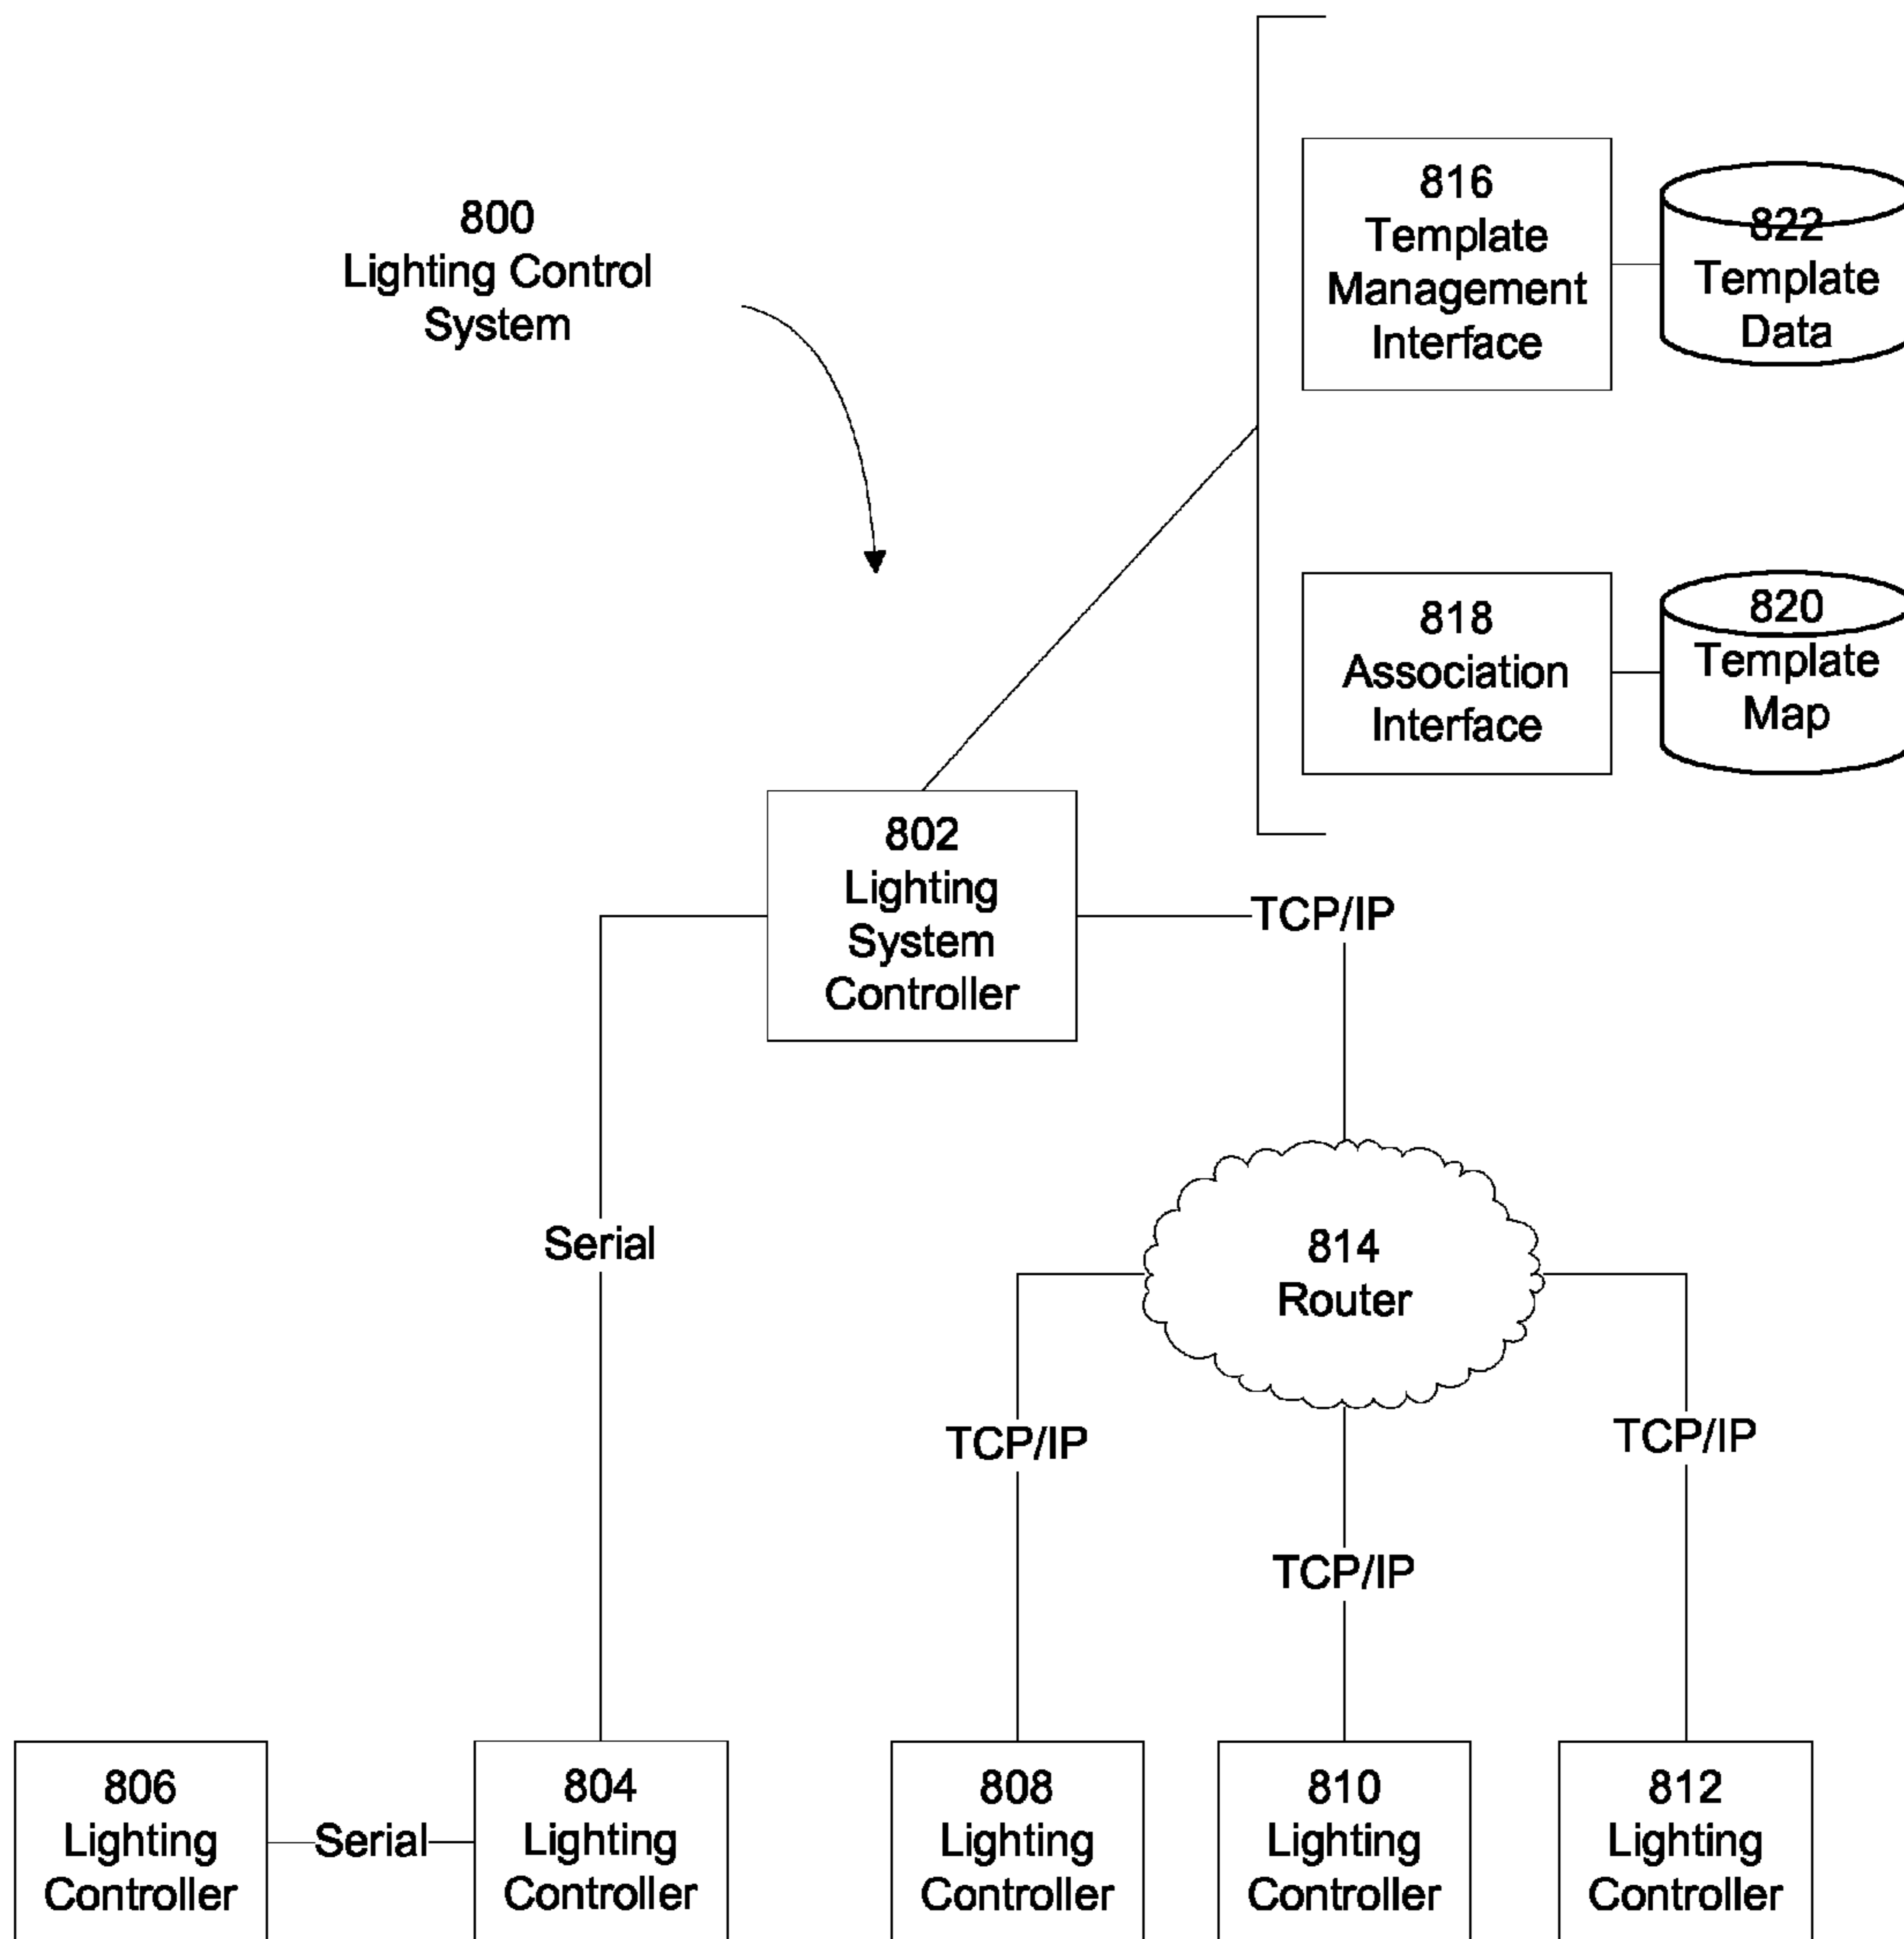 800
Lighting Control
System
816
Template
Management
Interface
822
Template
Data
818
Association
Interface
820
Template
Map
802
Lighting
System
Controller
TCP/IP
Serial
814
Router
TCP/IP
TCP/IP
TCP/IP
806
Lighting
Controller
Serial
804
Lighting
Controller
808
Lighting
Controller
810
Lighting
Controller
812
Lighting
Controller